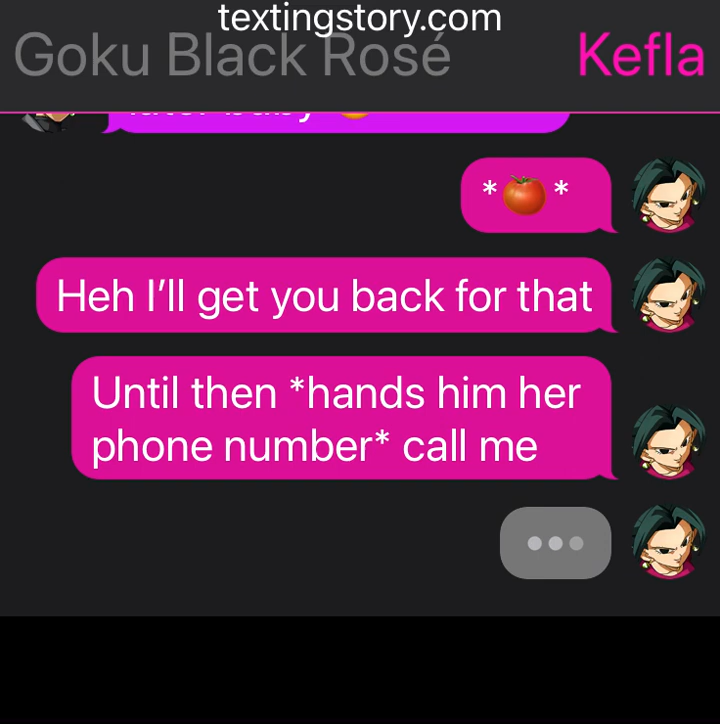 textingstory.com
Goku Black Rosé
Kefla
*🍅*
Heh I'll get you back for that
Until then *hands him her
phone number* call me